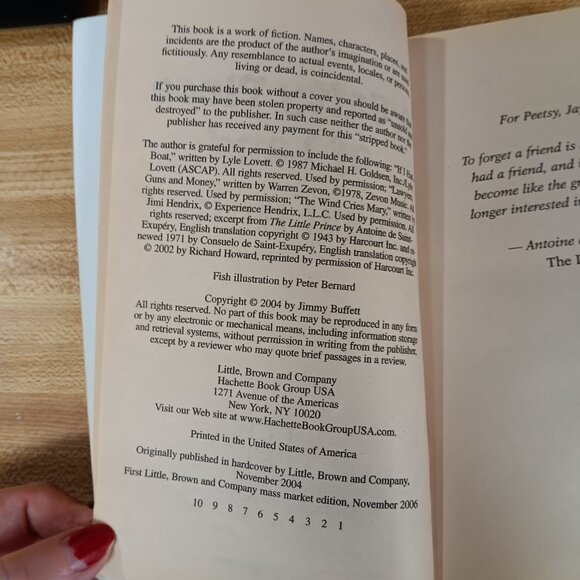 This book is a work of fiction. Names, characters, places, and
incidents are the product of the author's imagination or are used
fictitiously. Any resemblance to actual events, locales, or persons,
living or dead, is coincidental.
If you purchase this book without a cover you should be aware that
this book may have been stolen property and reported as "unsold and
destroyed" to the publisher. In such case neither the author nor the
publisher has received any payment for this "stripped book."
The author is grateful for permission to include the following: "If I Had
Boat," written by Lyle Lovett. © 1987 Michael H. Goldsen, Inc./Lyle
Lovett (ASCAP). All rights reserved. Used by permission; "Lawyers,
Guns and Money," written by Warren Zevon, ©1978, Zevon Music. All
rights reserved. Used by permission; "The Wind Cries Mary," written by
Jimi Hendrix, © Experience Hendrix, L.L.C. Used by permission. All
rights reserved; excerpt from The Little Prince by Antoine de Saint-
Exupéry, English translation copyright © 1943 by Harcourt Inc. and re-
newed 1971 by Consuelo de Saint-Exupéry, English translation copyright
© 2002 by Richard Howard, reprinted by permission of Harcourt Inc.
Fish illustration by Peter Bernard
Copyright © 2004 by Jimmy Buffett
All rights reserved. No part of this book may be reproduced in any form
or by any electronic or mechanical means, including information storage
and retrieval systems, without permission in writing from the publisher,
except by a reviewer who may quote brief passages in a review.
Little, Brown and Company
Hachette Book Group USA
1271 Avenue of the Americas
New York, NY 10020
Visit our Web site at www.HachetteBookGroupUSA.com.
Printed in the United States of America
Originally published in hardcover by Little, Brown and Company,
November 2004
First Little, Brown and Company mass market edition, November 2006
10 9 8 7 6 5 4 3 2 1
For Peetsy, Ja
To forget a friend is
had a friend, and
become like the gr
longer interested i
— Antoine
The